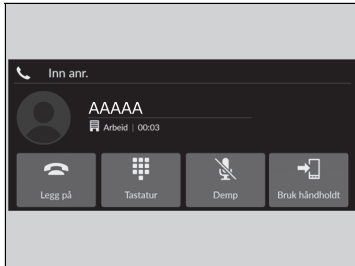 Inn anr.
AAAAA
Arbeid | 00:03
Legg på
Tastatur
Demp
Bruk håndholdt